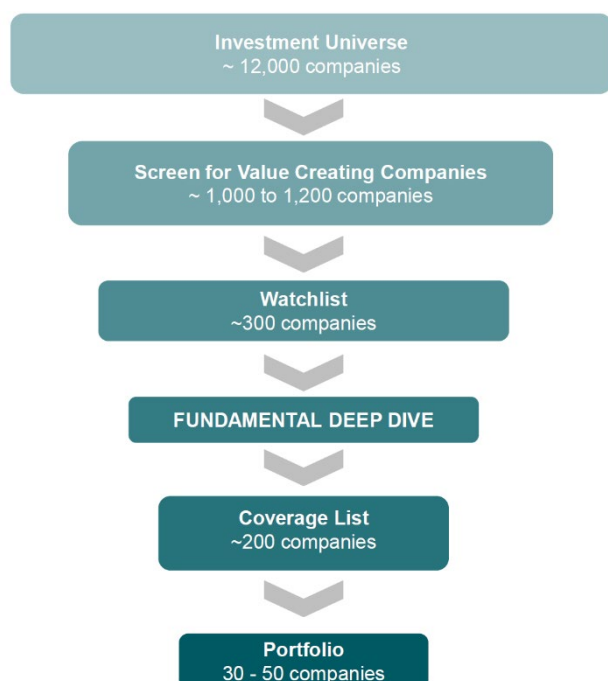 Investment Universe
~ 12,000 companies
Screen for Value Creating Companies
~ 1,000 to 1,200 companies
Watchlist
~300 companies
FUNDAMENTAL DEEP DIVE
Coverage List
~200 companies
Portfolio
30 - 50 companies